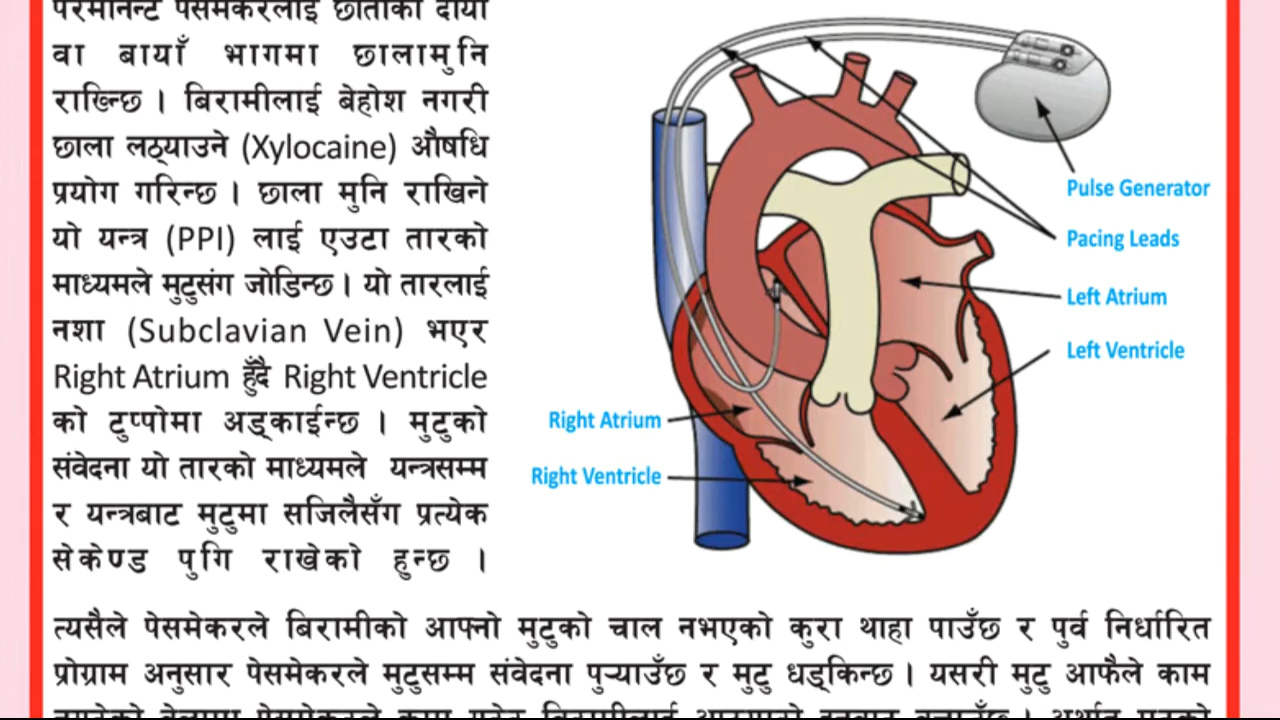 परमानेन्ट पेसमेकरलाई छातीको दायाँ
वा बायाँ भागमा छालामुनि
राख्निछ । बिरामीलाई बेहोश नगरी
छाला लठ्याउने (Xylocaine) औषधि
प्रयोग गरिन्छ । छाला मुनि राखिने
यो यन्त्र (PPI) लाई एउटा तारको
माध्यमले मुटुसंग जोडिन्छ । यो तारलाई
नशा (Subclavian Vein) भएर
Right Atrium हुँदै Right Ventricle
को टुप्पोमा अड्काईन्छ । मुटुको
संवेदना यो तारको माध्यमले यन्त्रसम्म
र यन्त्रबाट मुटुमा सजिलैसँग प्रत्येक
सेकेण्ड पुगि राखेको हुन्छ ।
Pulse Generator
Pacing Leads
Left Atrium
Left Ventricle
Right Atrium
Right Ventricle
त्यसैले पेसमेकरले बिरामीको आफ्नो मुटुको चाल नभएको कुरा थाहा पाउँछ र पुर्व निर्धारित
प्रोग्राम अनुसार पेसमेकरले मुटुसम्म संवेदना पुऱ्याउँछ र मुटु धड्किन्छ । यसरी मुटु आफैले काम